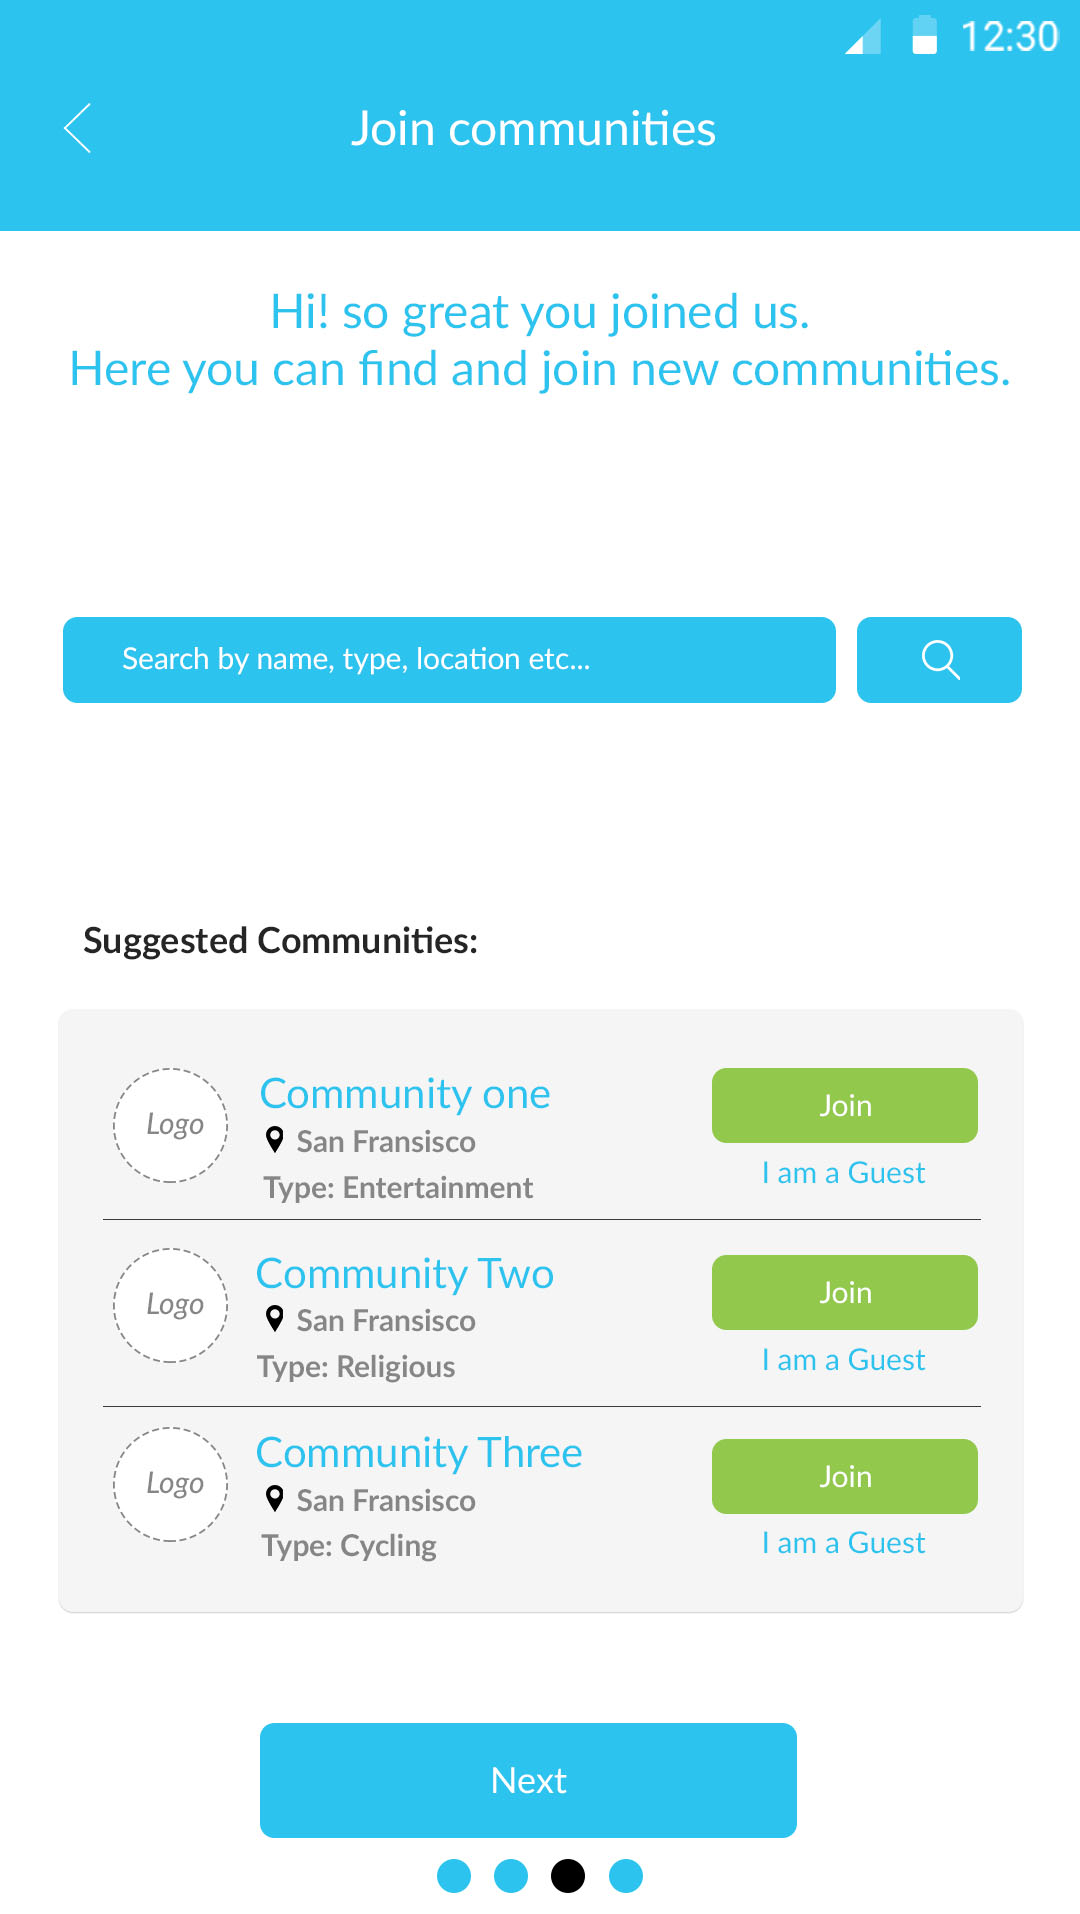 12:30
Join communities
Hi! so great you joined us.
Here you can find and join new communities.
Search by name, type, location etc...
Suggested Communities:
Logo
Community one
San Fransisco
Type: Entertainment
Join
I am a Guest
Logo
Community Two
San Fransisco
Type: Religious
Join
I am a Guest
Logo
Community Three
San Fransisco
Type: Cycling
Join
I am a Guest
Next